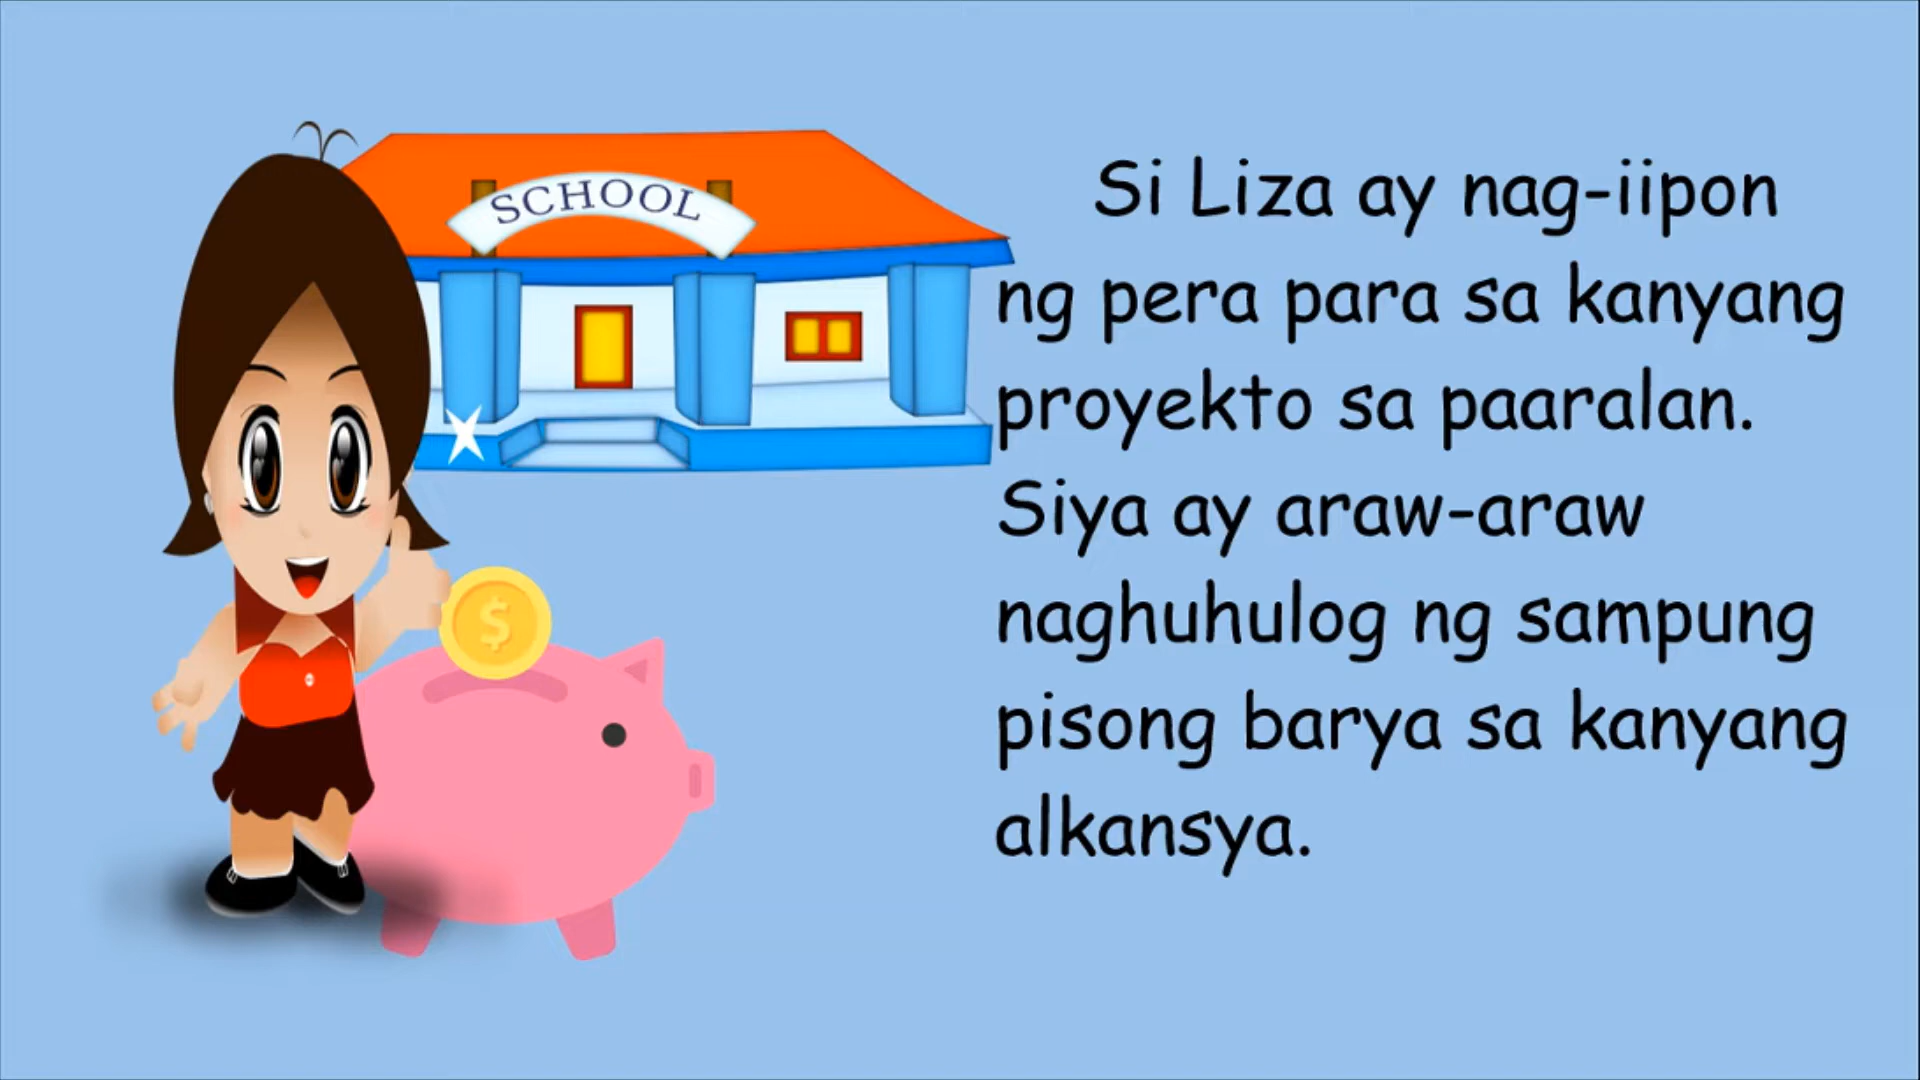 SCHOOL
Si Liza ay nag-iipon
ng pera para sa kanyang
proyekto sa paaralan.
Siya ay araw-araw
naghuhulog ng sampung
pisong barya sa kanyang
alkansya.
$